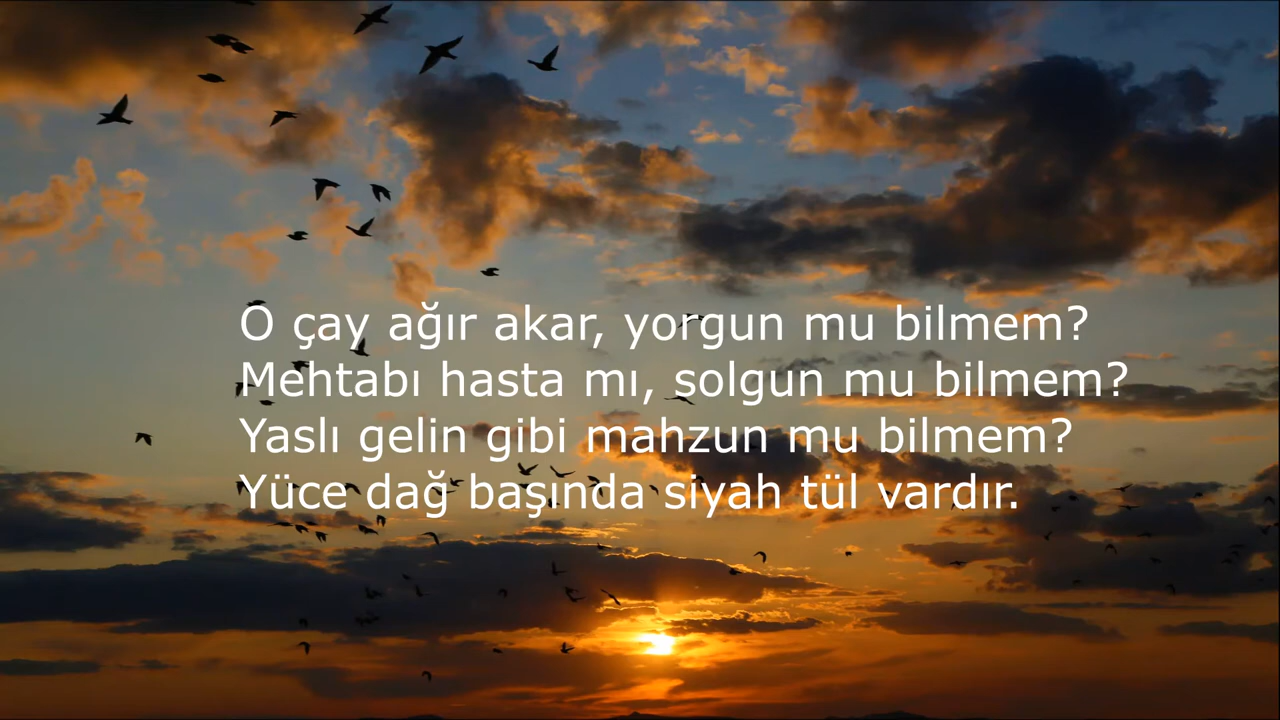 O çay ağır akar, yorgun mu bilmem?
Mehtabı hasta mı, solgun mu bilmem?
Yaslı gelin gibi mahzun mu bilmem?
Yüce dağ başında siyah tül vardır.